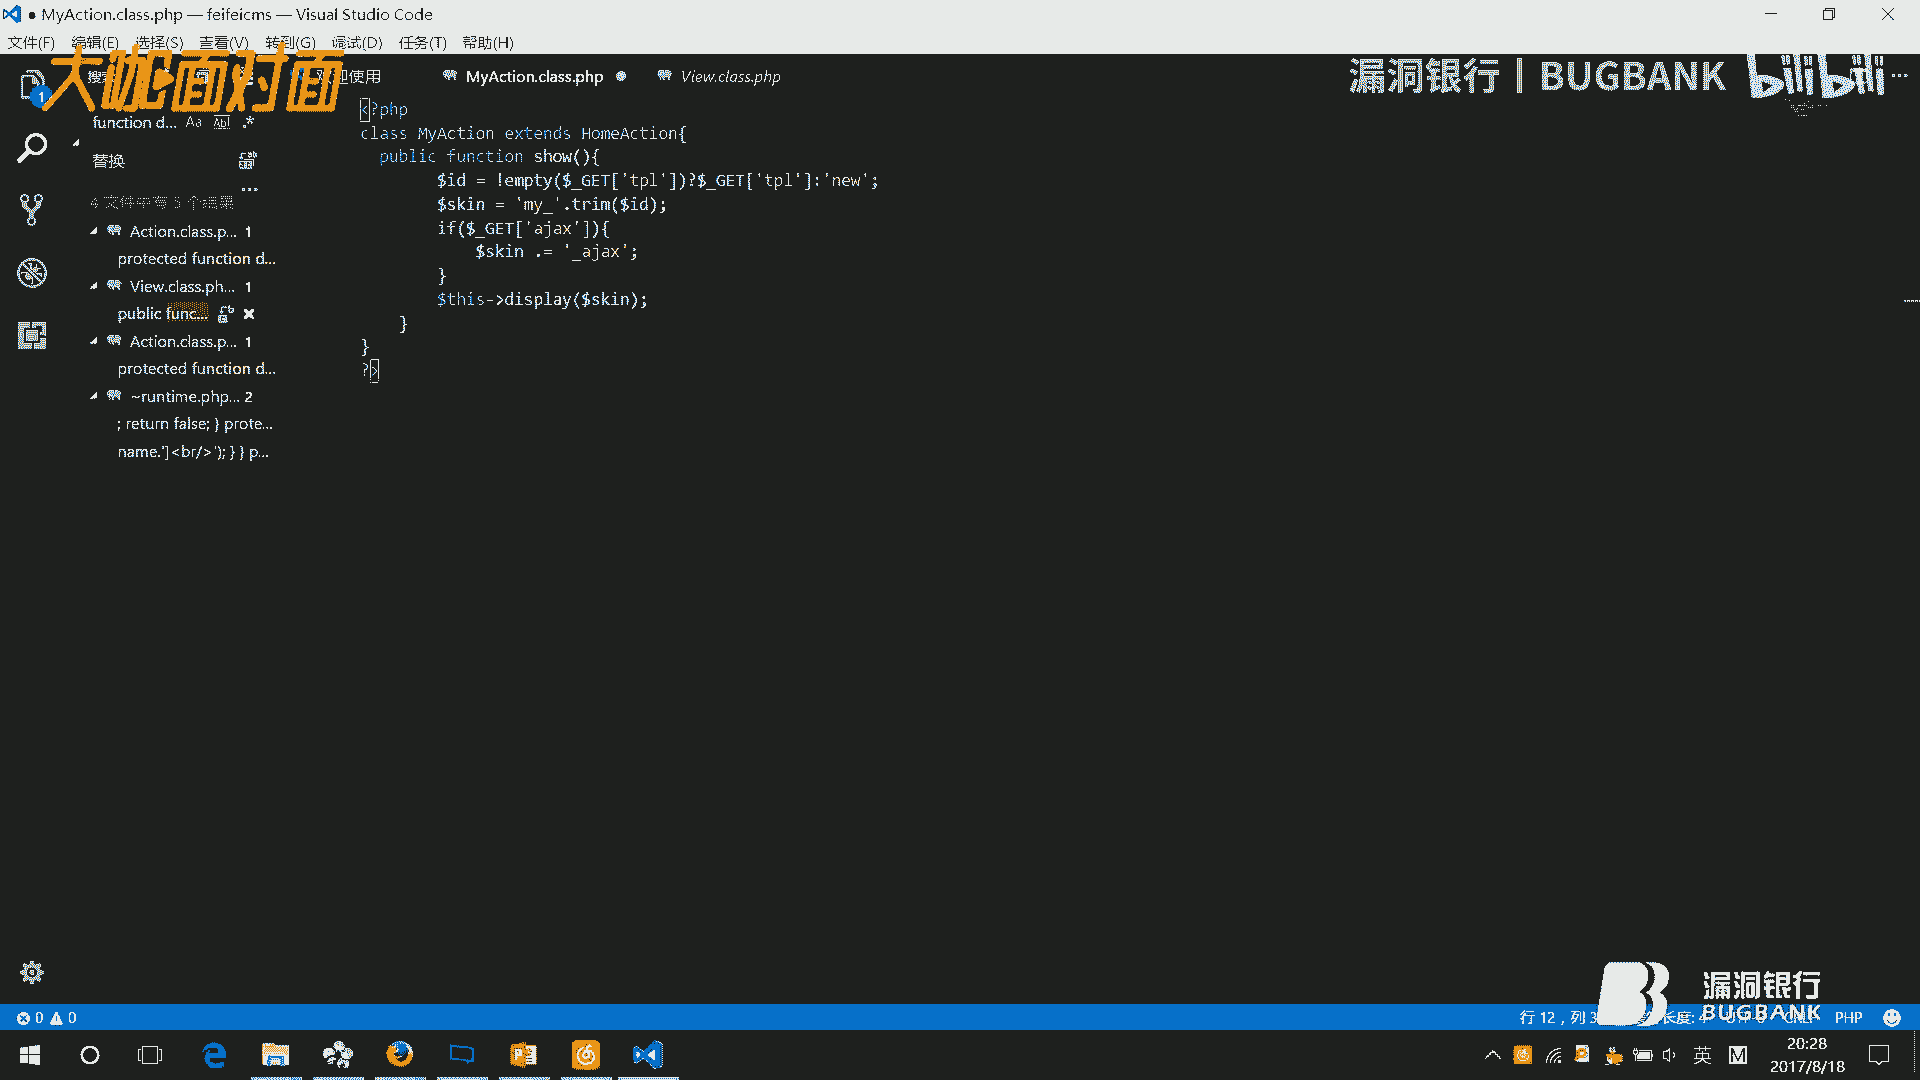 ● MyAction.class.php — feifeicms — Visual Studio Code
文件(F) 编辑(E) 选择(S) 查看(V) 转到(G) 调试(D) 任务(T) 帮助(H)
大咖面对面
迎使用
MyAction.class.php
View.class.php
漏洞银行 | BUGBANK bilibili
function d... Aa Abl .*
替换
4 文件中有 5 个结果
Action.class.p... 1
protected function d...
View.class.ph... 1
public func...
Action.class.p... 1
protected function d...
~runtime.php... 2
; return false; } prote...
name.']<br/>'); } } p...
<?php
class MyAction extends HomeAction{
public function show(){
$id = !empty($_GET['tpl'])?$_GET['tpl']:'new';
$skin = 'my_'.trim($id);
if($_GET['ajax']){
$skin .= '_ajax';
}
$this->display($skin);
}
}
?>
漏洞银行
BUGBANK
0 0
行 12，列 3
长度: 4 UTF-8 CRLF PHP
英 M
20:28
2017/8/18